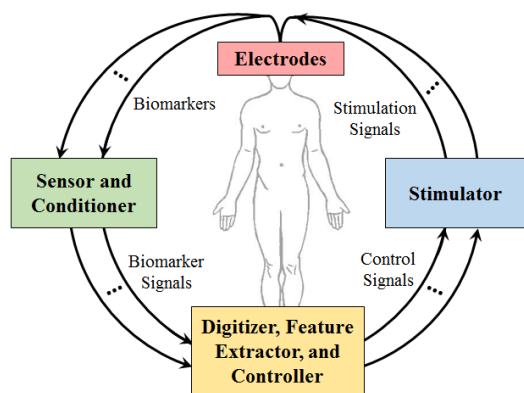 Electrodes
Biomarkers
Stimulation
Signals
Sensor and
Conditioner
Stimulator
Biomarker
Signals
Control
Signals
Digitizer, Feature
Extractor, and
Controller